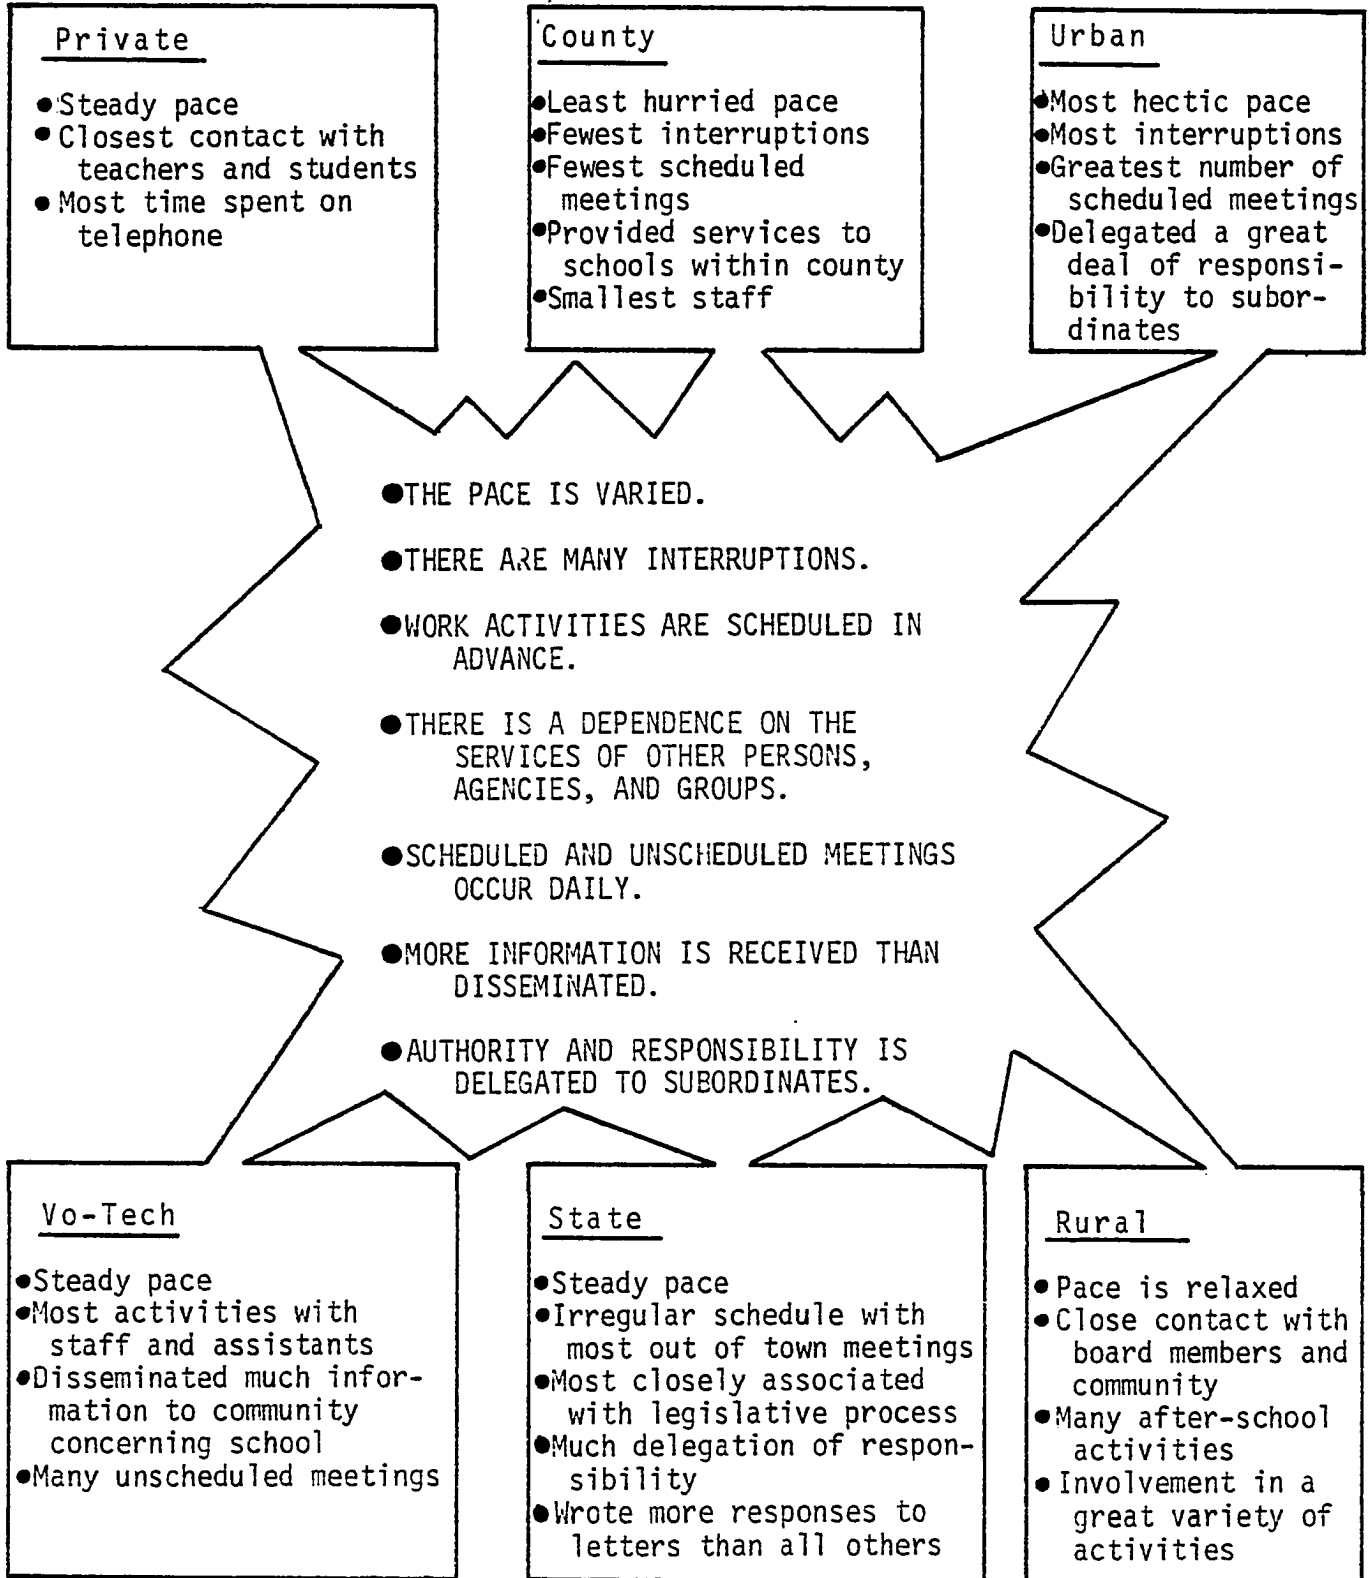 Private
●Steady pace
●Closest contact with
teachers and students
●Most time spent on
telephone
County
●Least hurried pace
●Fewest interruptions
●Fewest scheduled
meetings
●Provided services to
schools within county
●Smallest staff
Urban
●Most hectic pace
●Most interruptions
●Greatest number of
scheduled meetings
●Delegated a great
deal of responsi-
bility to subor-
dinates
●THE PACE IS VARIED.
●THERE ARE MANY INTERRUPTIONS.
●WORK ACTIVITIES ARE SCHEDULED IN
ADVANCE.
●THERE IS A DEPENDENCE ON THE
SERVICES OF OTHER PERSONS,
AGENCIES, AND GROUPS.
●SCHEDULED AND UNSCHEDULED MEETINGS
OCCUR DAILY.
●MORE INFORMATION IS RECEIVED THAN
DISSEMINATED.
●AUTHORITY AND RESPONSIBILITY IS
DELEGATED TO SUBORDINATES.
Vo-Tech
●Steady pace
●Most activities with
staff and assistants
●Disseminated much infor-
mation to community
concerning school
●Many unscheduled meetings
State
●Steady pace
●Irregular schedule with
most out of town meetings
●Most closely associated
with legislative process
●Much delegation of respon-
sibility
●Wrote more responses to
letters than all others
Rural
●Pace is relaxed
●Close contact with
board members and
community
●Many after-school
activities
●Involvement in a
great variety of
activities